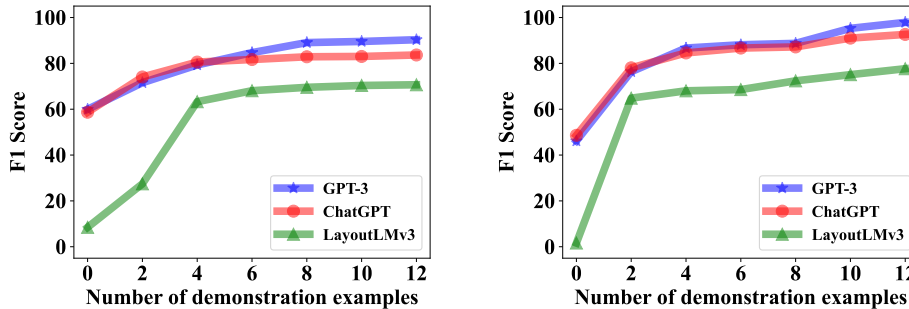 100
80
60
40
20
0
F1 Score
GPT-3
ChatGPT
LayoutLMv3
0 2 4 6 8 10 12
Number of demonstration examples
100
80
60
40
20
0
F1 Score
GPT-3
ChatGPT
LayoutLMv3
0 2 4 6 8 10 12
Number of demonstration examples